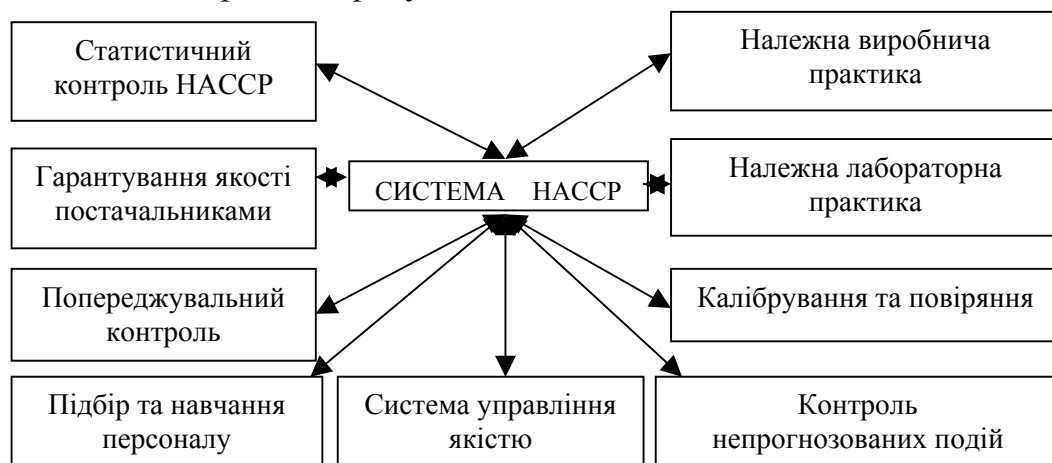 Статистичний
контроль НАССР
Належна виробнича
практика
Гарантування якості
постачальниками
СИСТЕМА НАССР
Належна лабораторна
практика
Попереджувальний
контроль
Калібрування та повіряння
Підбір та навчання
персоналу
Система управління
якістю
Контроль
непрогнозованих подій